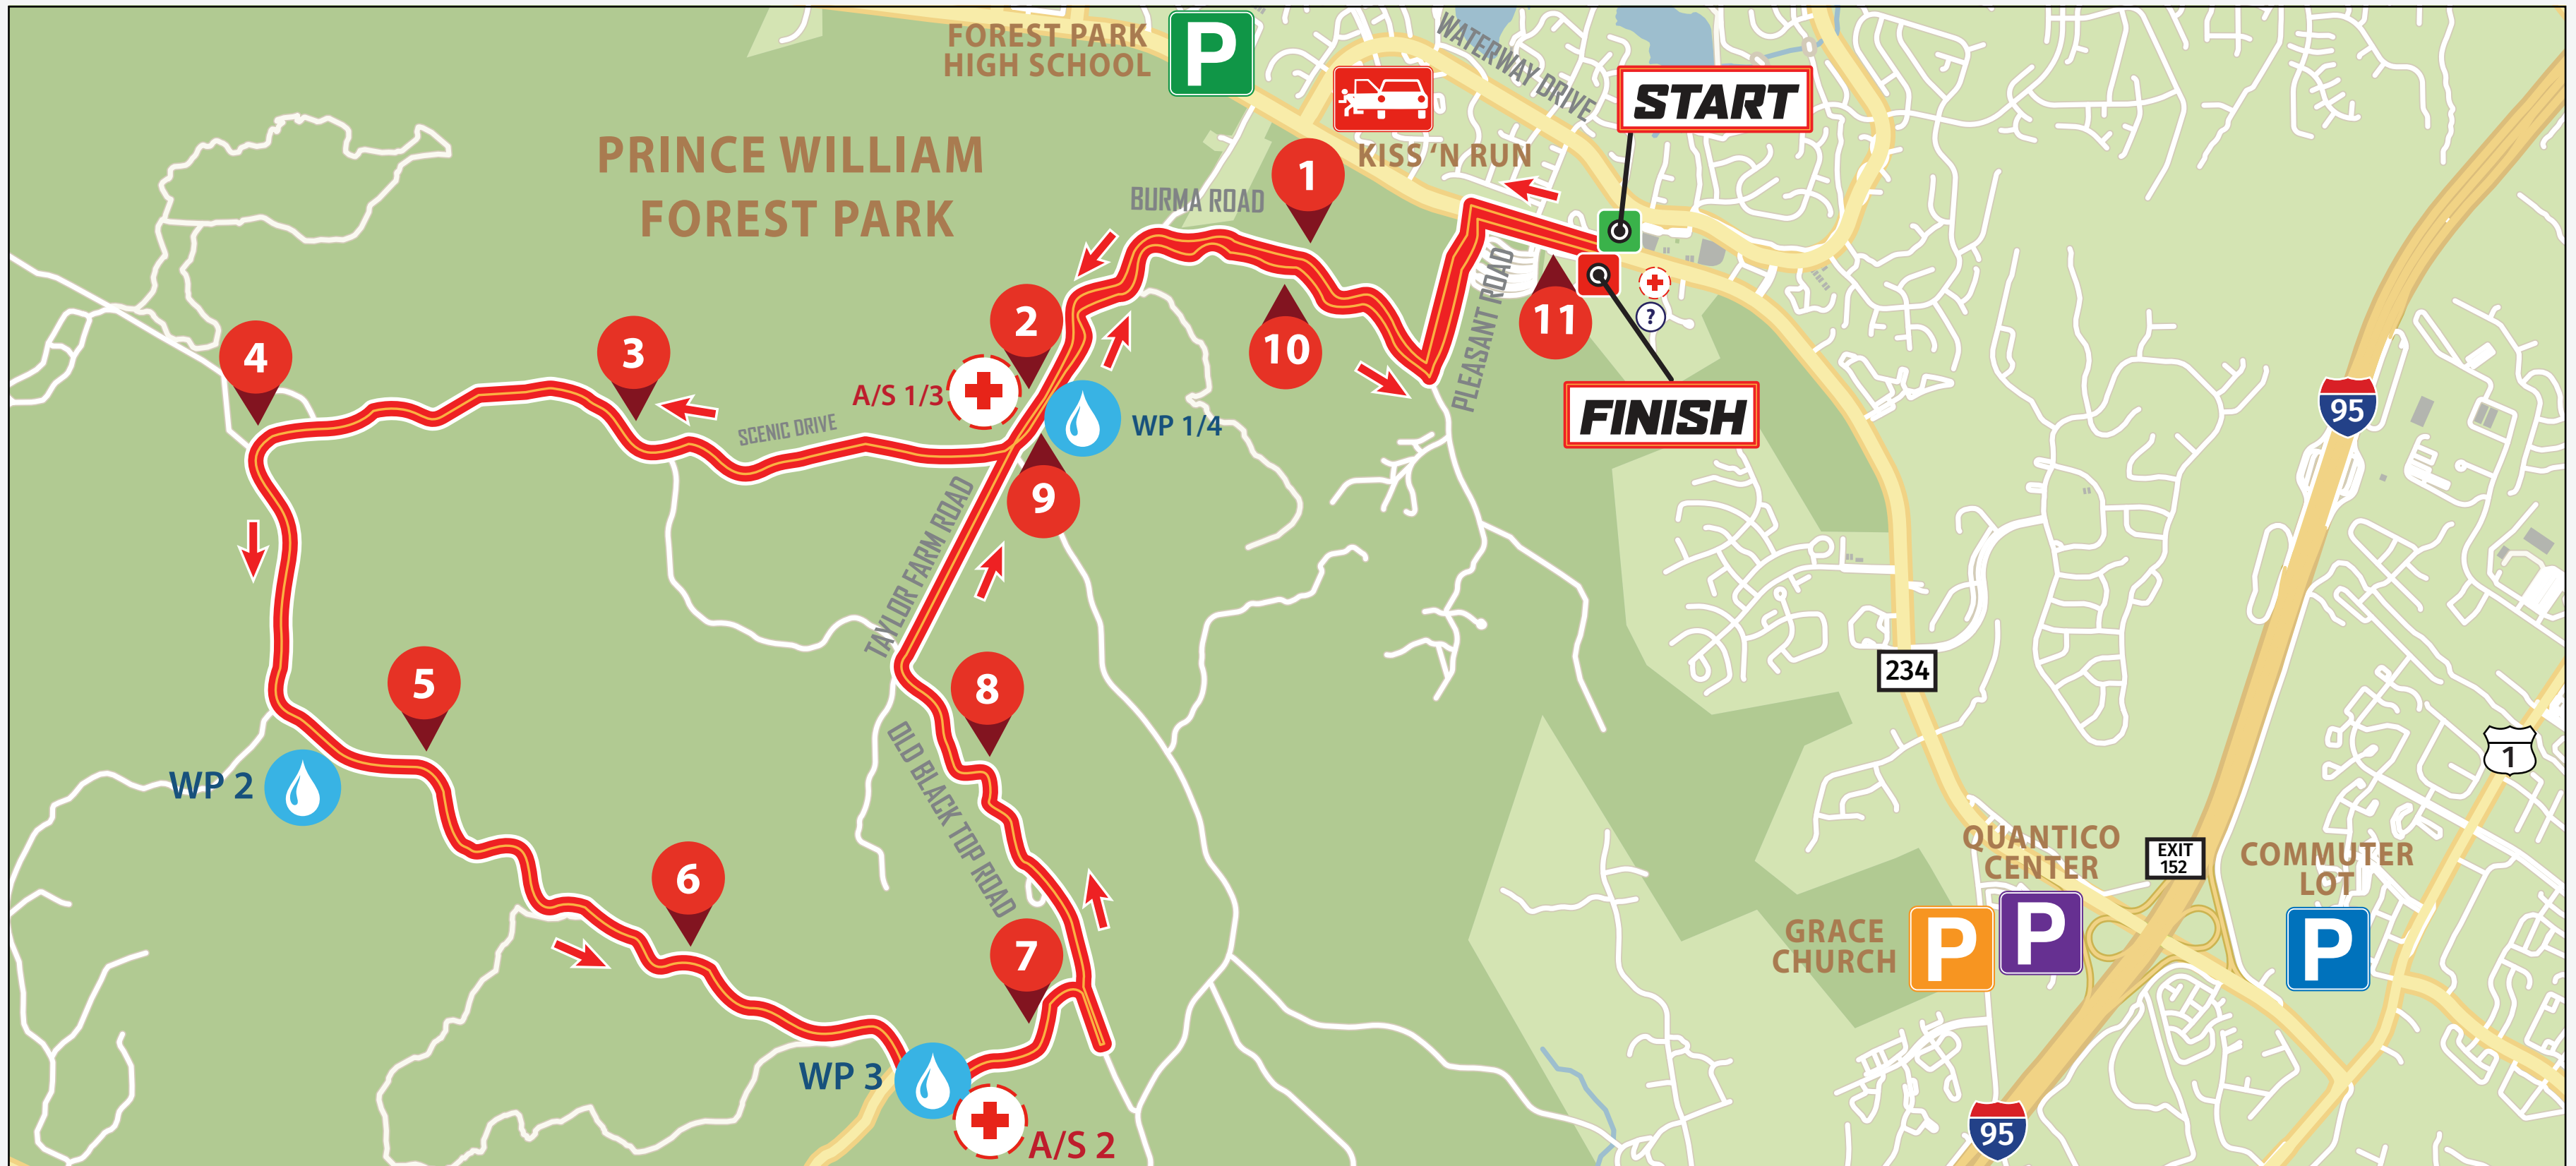 FOREST PARK
HIGH SCHOOL
P
WATERWAY DRIVE
START
KISS 'N RUN
PRINCE WILLIAM
FOREST PARK
BURMA ROAD
1
2
3
4
A/S 1/3
WP 1/4
SCENIC DRIVE
10
PLEASANT ROAD
11
?
FINISH
95
9
TAYLOR FARM ROAD
5
8
234
1
WP 2
OLD BLACK TOP ROAD
6
7
QUANTICO
CENTER
P
EXIT
152
COMMUTER
LOT
P
GRACE
CHURCH
P
WP 3
A/S 2
95